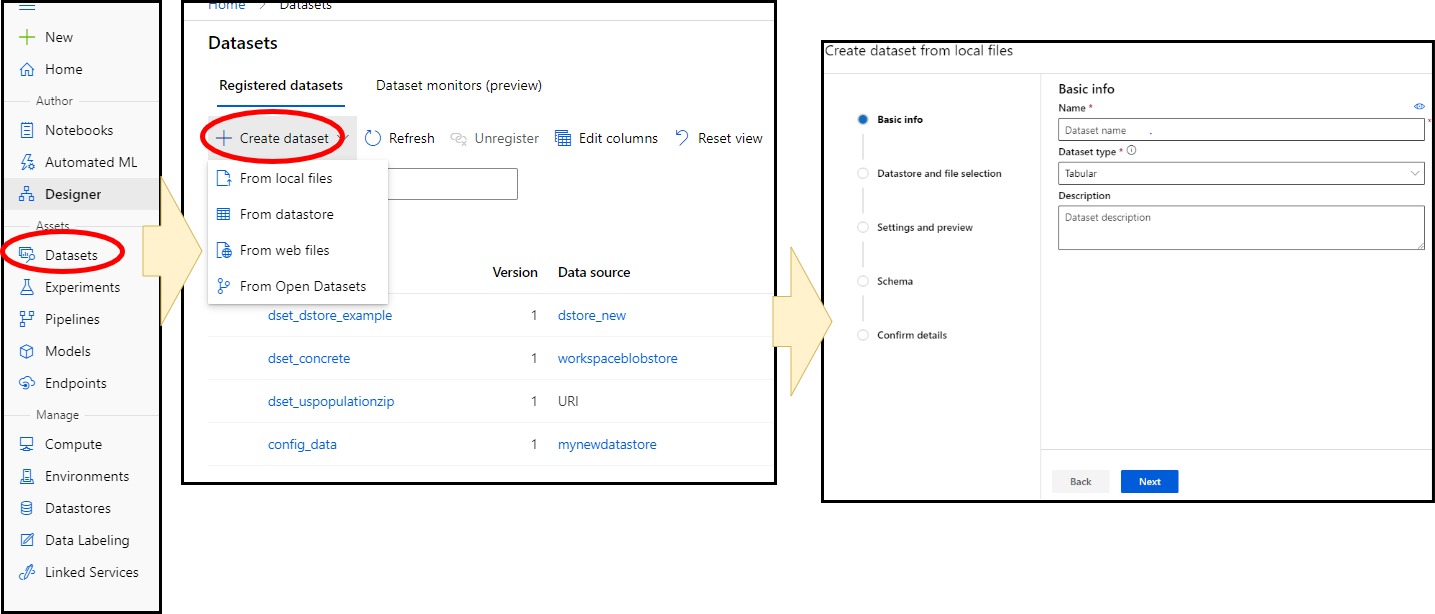 New
Home
Author
Notebooks
Automated ML
Designer
Assets
Datasets
Experiments
Pipelines
Models
Endpoints
Manage
Compute
Environments
Datastores
Data Labeling
Linked Services
Home > Datasets
Datasets
Registered datasets Dataset monitors (preview)
Create dataset Refresh Unregister Edit columns Reset view
From local files
From datastore
From web files
From Open Datasets
Version Data source
dset_dstore_example 1 dstore_new
dset_concrete 1 workspaceblobstore
dset_uspopulationzip 1 URI
config_data 1 mynewdatastore
Create dataset from local files
Basic info
Datastore and file selection
Settings and preview
Schema
Confirm details
Basic info
Name *
Dataset name .
*
Dataset type *
Tabular
Description
Dataset description
Back Next